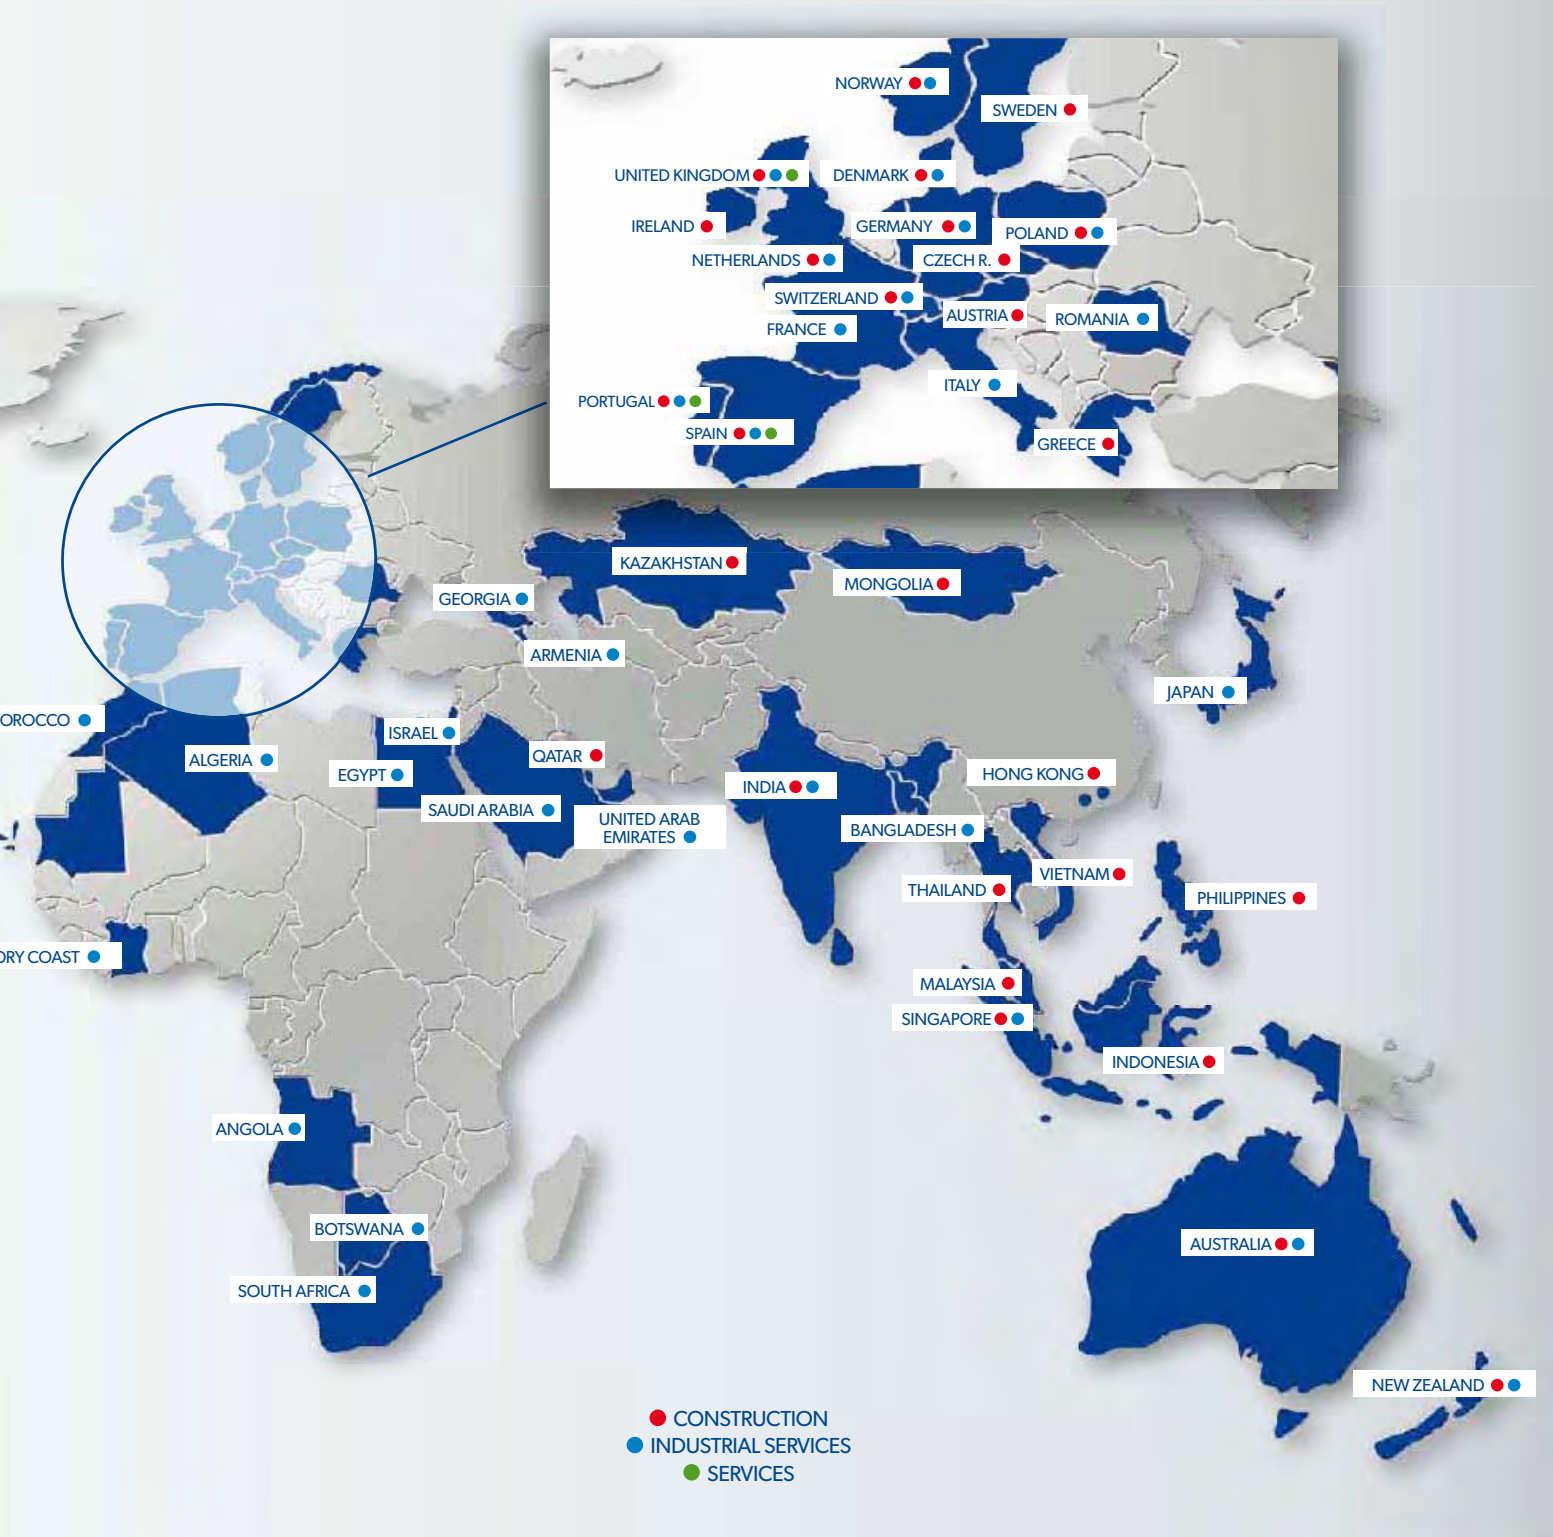 NORWAY
SWEDEN
UNITED KINGDOM
DENMARK
IRELAND
GERMANY
POLAND
NETHERLANDS
CZECH R.
SWITZERLAND
AUSTRIA
ROMANIA
FRANCE
ITALY
PORTUGAL
SPAIN
GREECE
KAZAKHSTAN
MONGOLIA
GEORGIA
ARMENIA
JAPAN
OROCCO
ISRAEL
ALGERIA
QATAR
EGYPT
HONG KONG
INDIA
SAUDI ARABIA
UNITED ARAB
EMIRATES
BANGLADESH
VIETNAM
THAILAND
PHILIPPINES
ORY COAST
MALAYSIA
SINGAPORE
INDONESIA
ANGOLA
BOTSWANA
AUSTRALIA
SOUTH AFRICA
NEW ZEALAND
CONSTRUCTION
INDUSTRIAL SERVICES
SERVICES